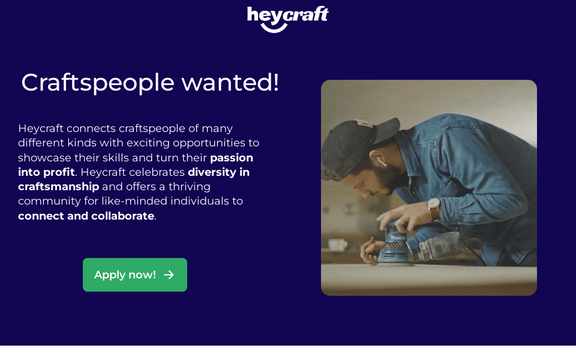 heycraft
Craftspeople wanted!
Heycraft connects craftspeople of many
different kinds with exciting opportunities to
showcase their skills and turn their passion
into profit. Heycraft celebrates diversity in
craftsmanship and offers a thriving
community for like-minded individuals to
connect and collaborate.
Apply now! →